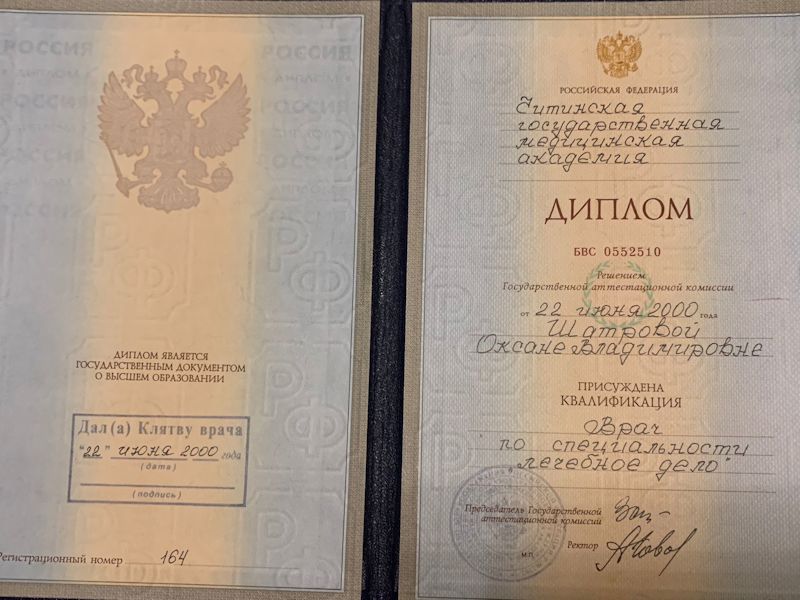 ДИПЛОМ ЯВЛЯЕТСЯ
ГОСУДАРСТВЕННЫМ ДОКУМЕНТОМ
О ВЫСШЕМ ОБРАЗОВАНИИ
Дал(а) Клятву врача
"22" июня 2000 года
(дата)
(подпись)
Регистрационный номер 164
РОССИЙСКАЯ ФЕДЕРАЦИЯ
Читинская
государственная
медицинская
академия
ДИПЛОМ
БВС 0552510
Решением
Государственной аттестационной комиссии
от 22 июня 2000 года
Шатровой
Оксане Владимировне
ПРИСУЖДЕНА
КВАЛИФИКАЦИЯ
Врач
по специальности
лечебное дело"
Председатель Государственной
аттестационной комиссии
Ректор
М.П.